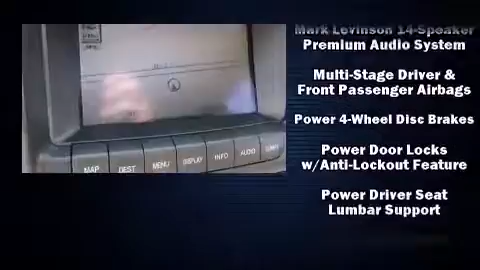 Mark Levinson 14-Speaker
Premium Audio System
Multi-Stage Driver &
Front Passenger Airbags
Power 4-Wheel Disc Brakes
Power Door Locks
w/Anti-Lockout Feature
Power Driver Seat
Lumbar Support
MAP DEST MENU DISPLAY INFO AUDIO